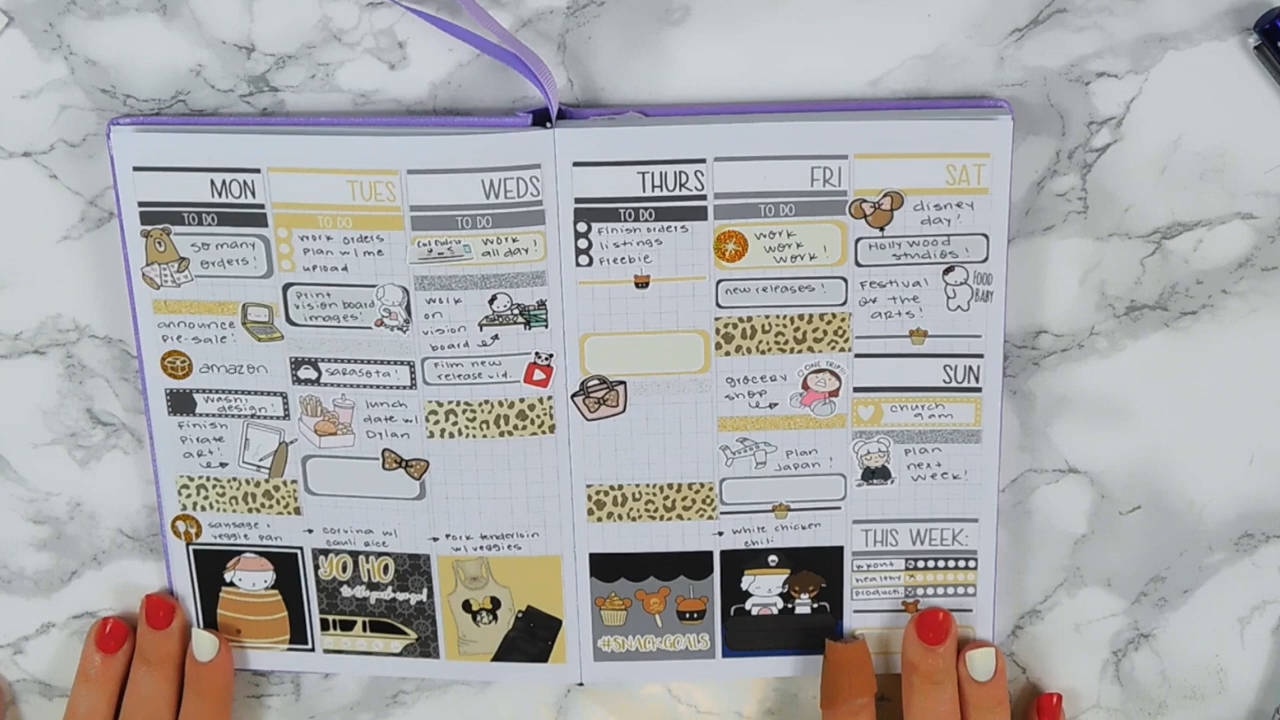 MON
TO DO
so many
orders!
announce
pre-sale!
amazon
washi
design!
Finish
Pirate
art!
sausage +
veggie pan
TUES
TO DO
work orders
plan w/ me
upload
print
vision board
images!
sarasota!
lunch
date w/
Dylan
corvina w/
cauli rice
YO HO
WEDS
TO DO
work
all day!
work
on
vision
board
Film new
release vid.
pork tenderloin
w/ veggies
THURS
TO DO
Finish orders
listings
Freebie
#SNACKGOALS
FRI
TO DO
work
work
work!
new releases!
grocery
shop
ONE TRIP!
plan
Japan!
white chicken
chili
SAT
disney
day!
Hollywood
studios!
Festival
of the
arts!
FOOD
BABY
SUN
church
9am
plan
next
week!
THIS WEEK:
wkout
healthy
product.